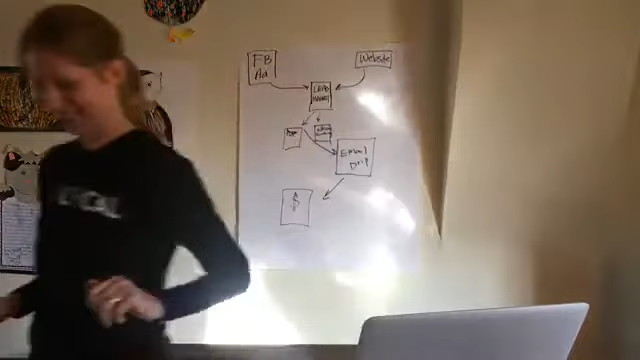 FB
Ad
Website
LEAD
MAGNET
Email
Drip
$